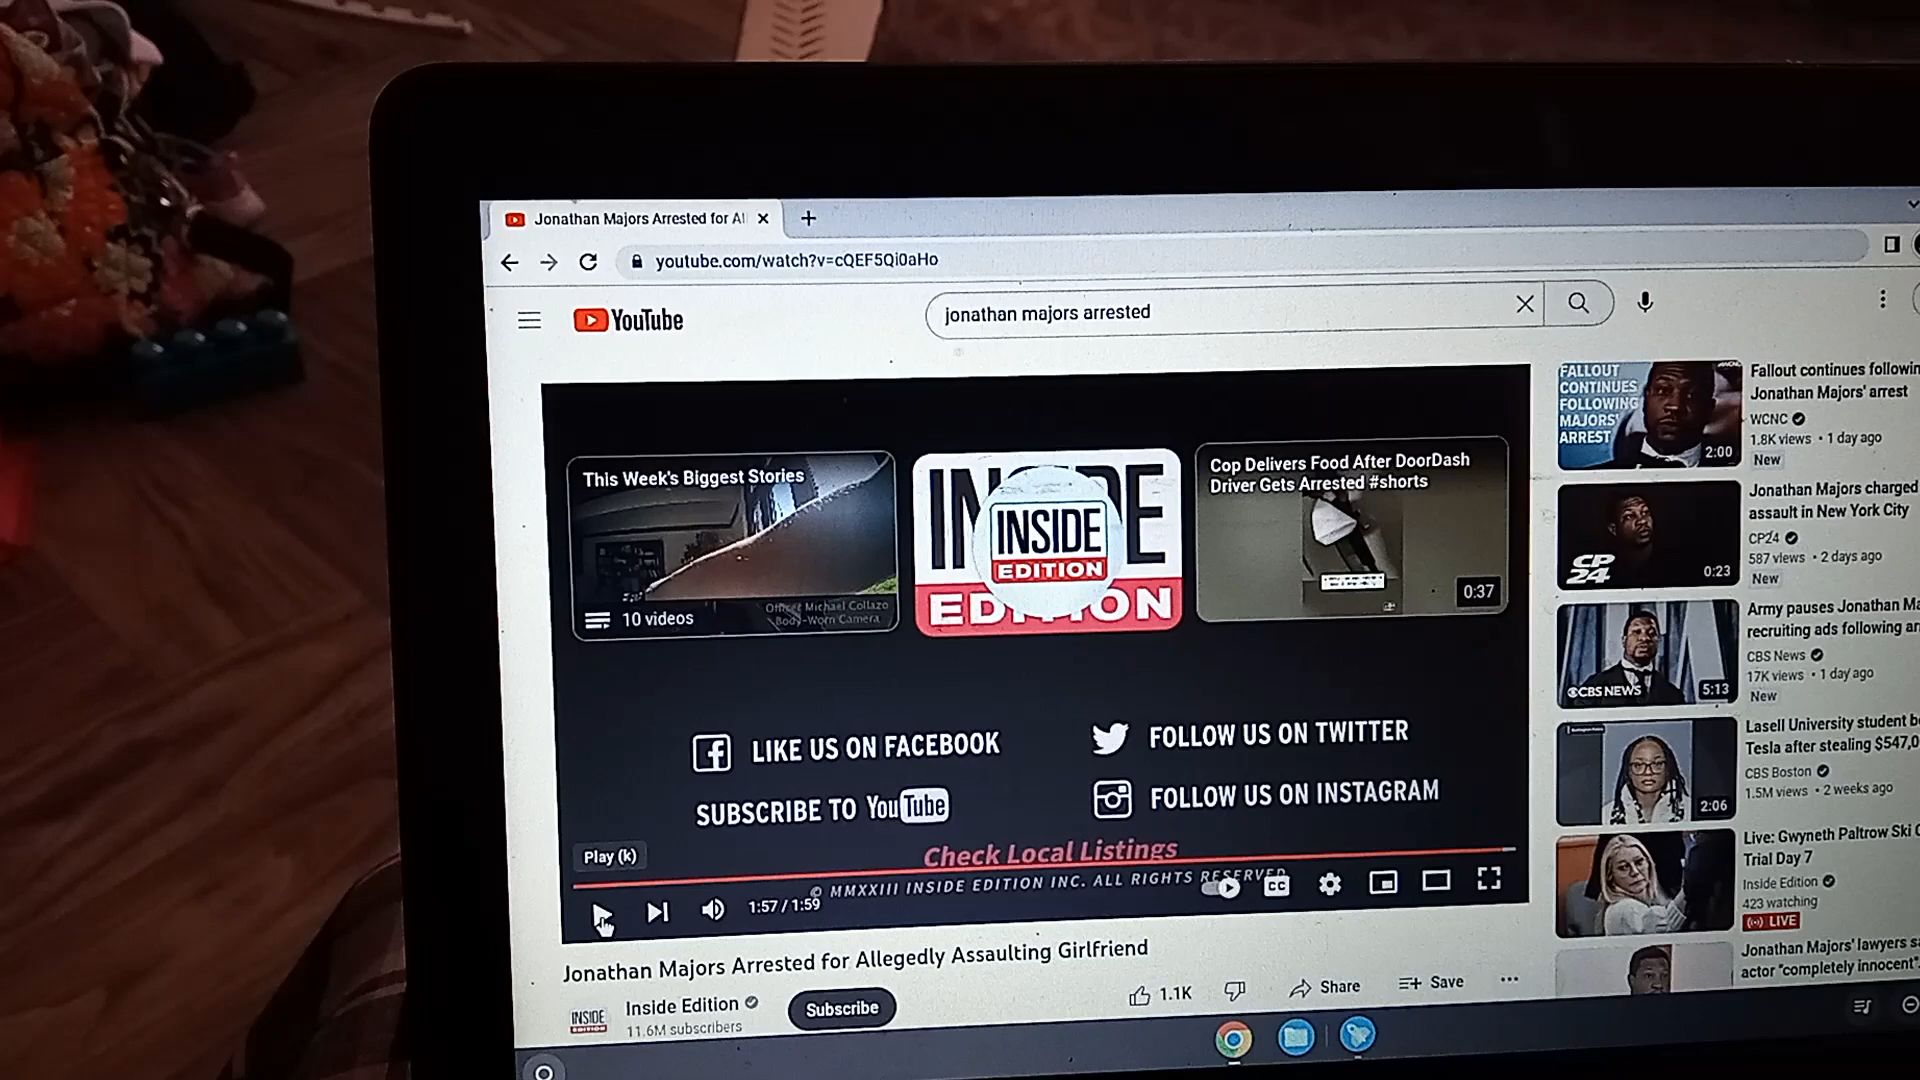 Jonathan Majors Arrested for Al
youtube.com/watch?v=cQEF5Qi0aHo
YouTube
jonathan majors arrested
This Week's Biggest Stories
10 videos
Officer Michael Collazo
Body-Worn Camera
INSIDE
EDITION
Cop Delivers Food After DoorDash
Driver Gets Arrested #shorts
0:37
LIKE US ON FACEBOOK
FOLLOW US ON TWITTER
SUBSCRIBE TO YouTube
FOLLOW US ON INSTAGRAM
Check Local Listings
© MMXXIII INSIDE EDITION INC. ALL RIGHTS RESERVED
Play (k)
1:57 / 1:59
CC
Jonathan Majors Arrested for Allegedly Assaulting Girlfriend
INSIDE
EDITION
Inside Edition
11.6M subscribers
Subscribe
1.1K
Share
Save
FALLOUT
CONTINUES
FOLLOWING
MAJORS'
ARREST
2:00
Fallout continues followin
Jonathan Majors' arrest
WCNC
1.8K views • 1 day ago
New
CP
24
0:23
Jonathan Majors charged
assault in New York City
CP24
587 views • 2 days ago
New
CBS NEWS
5:13
Army pauses Jonathan Ma
recruiting ads following ar
CBS News
17K views • 1 day ago
New
2:06
Lasell University student b
Tesla after stealing $547,0
CBS Boston
1.5M views • 2 weeks ago
Live: Gwyneth Paltrow Ski C
Trial Day 7
Inside Edition
423 watching
LIVE
Jonathan Majors' lawyers sa
actor "completely innocent"